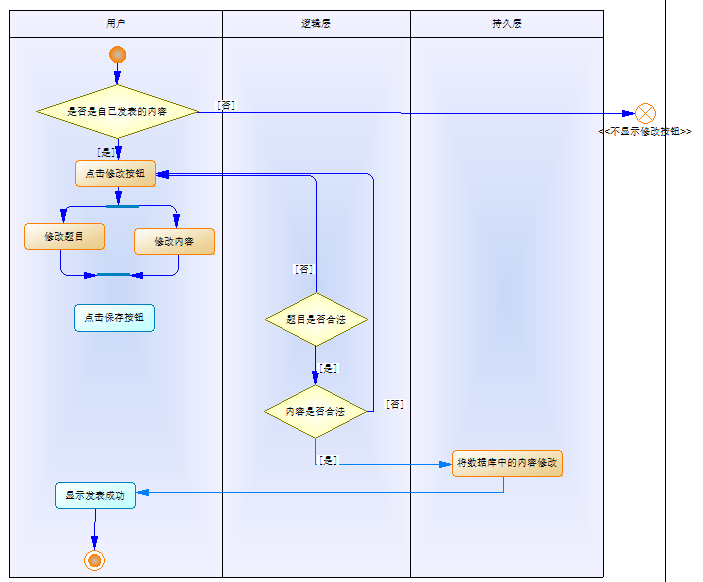 用户
逻辑层
持久层
是否是自已发表的内容
[否]
<<不显示修改按钮>>
[是]
点击修改按钮
修改题目
修改内容
[否]
点击保存按钮
题目是否合法
[是]
[否]
内容是否合法
[是]
将数据库中的内容修改
显示发表成功